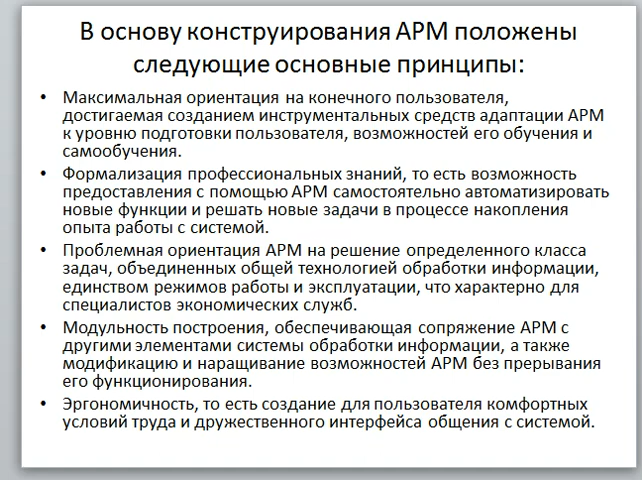 В основу конструирования АРМ положены
следующие основные принципы:
• Максимальная ориентация на конечного пользователя,
достигаемая созданием инструментальных средств адаптации АРМ
к уровню подготовки пользователя, возможностей его обучения и
самообучения.
• Формализация профессиональных знаний, то есть возможность
предоставления с помощью АРМ самостоятельно автоматизировать
новые функции и решать новые задачи в процессе накопления
опыта работы с системой.
• Проблемная ориентация АРМ на решение определенного класса
задач, объединенных общей технологией обработки информации,
единством режимов работы и эксплуатации, что характерно для
специалистов экономических служб.
• Модульность построения, обеспечивающая сопряжение АРМ с
другими элементами системы обработки информации, а также
модификацию и наращивание возможностей АРМ без прерывания
его функционирования.
• Эргономичность, то есть создание для пользователя комфортных
условий труда и дружественного интерфейса общения с системой.